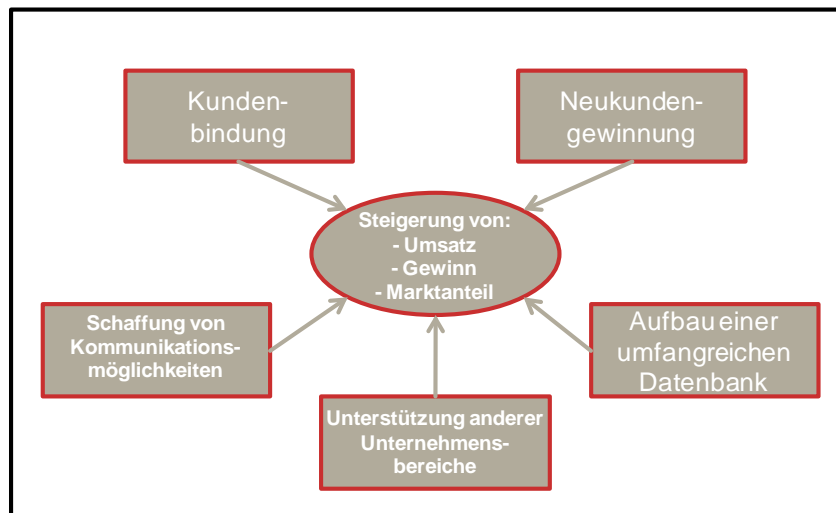 Kunden-
bindung
Neukunden-
gewinnung
Steigerung von:
- Umsatz
- Gewinn
- Marktanteil
Schaffung von
Kommunikations-
möglichkeiten
Aufbau einer
umfangreichen
Datenbank
Unterstützung anderer
Unternehmens-
bereiche